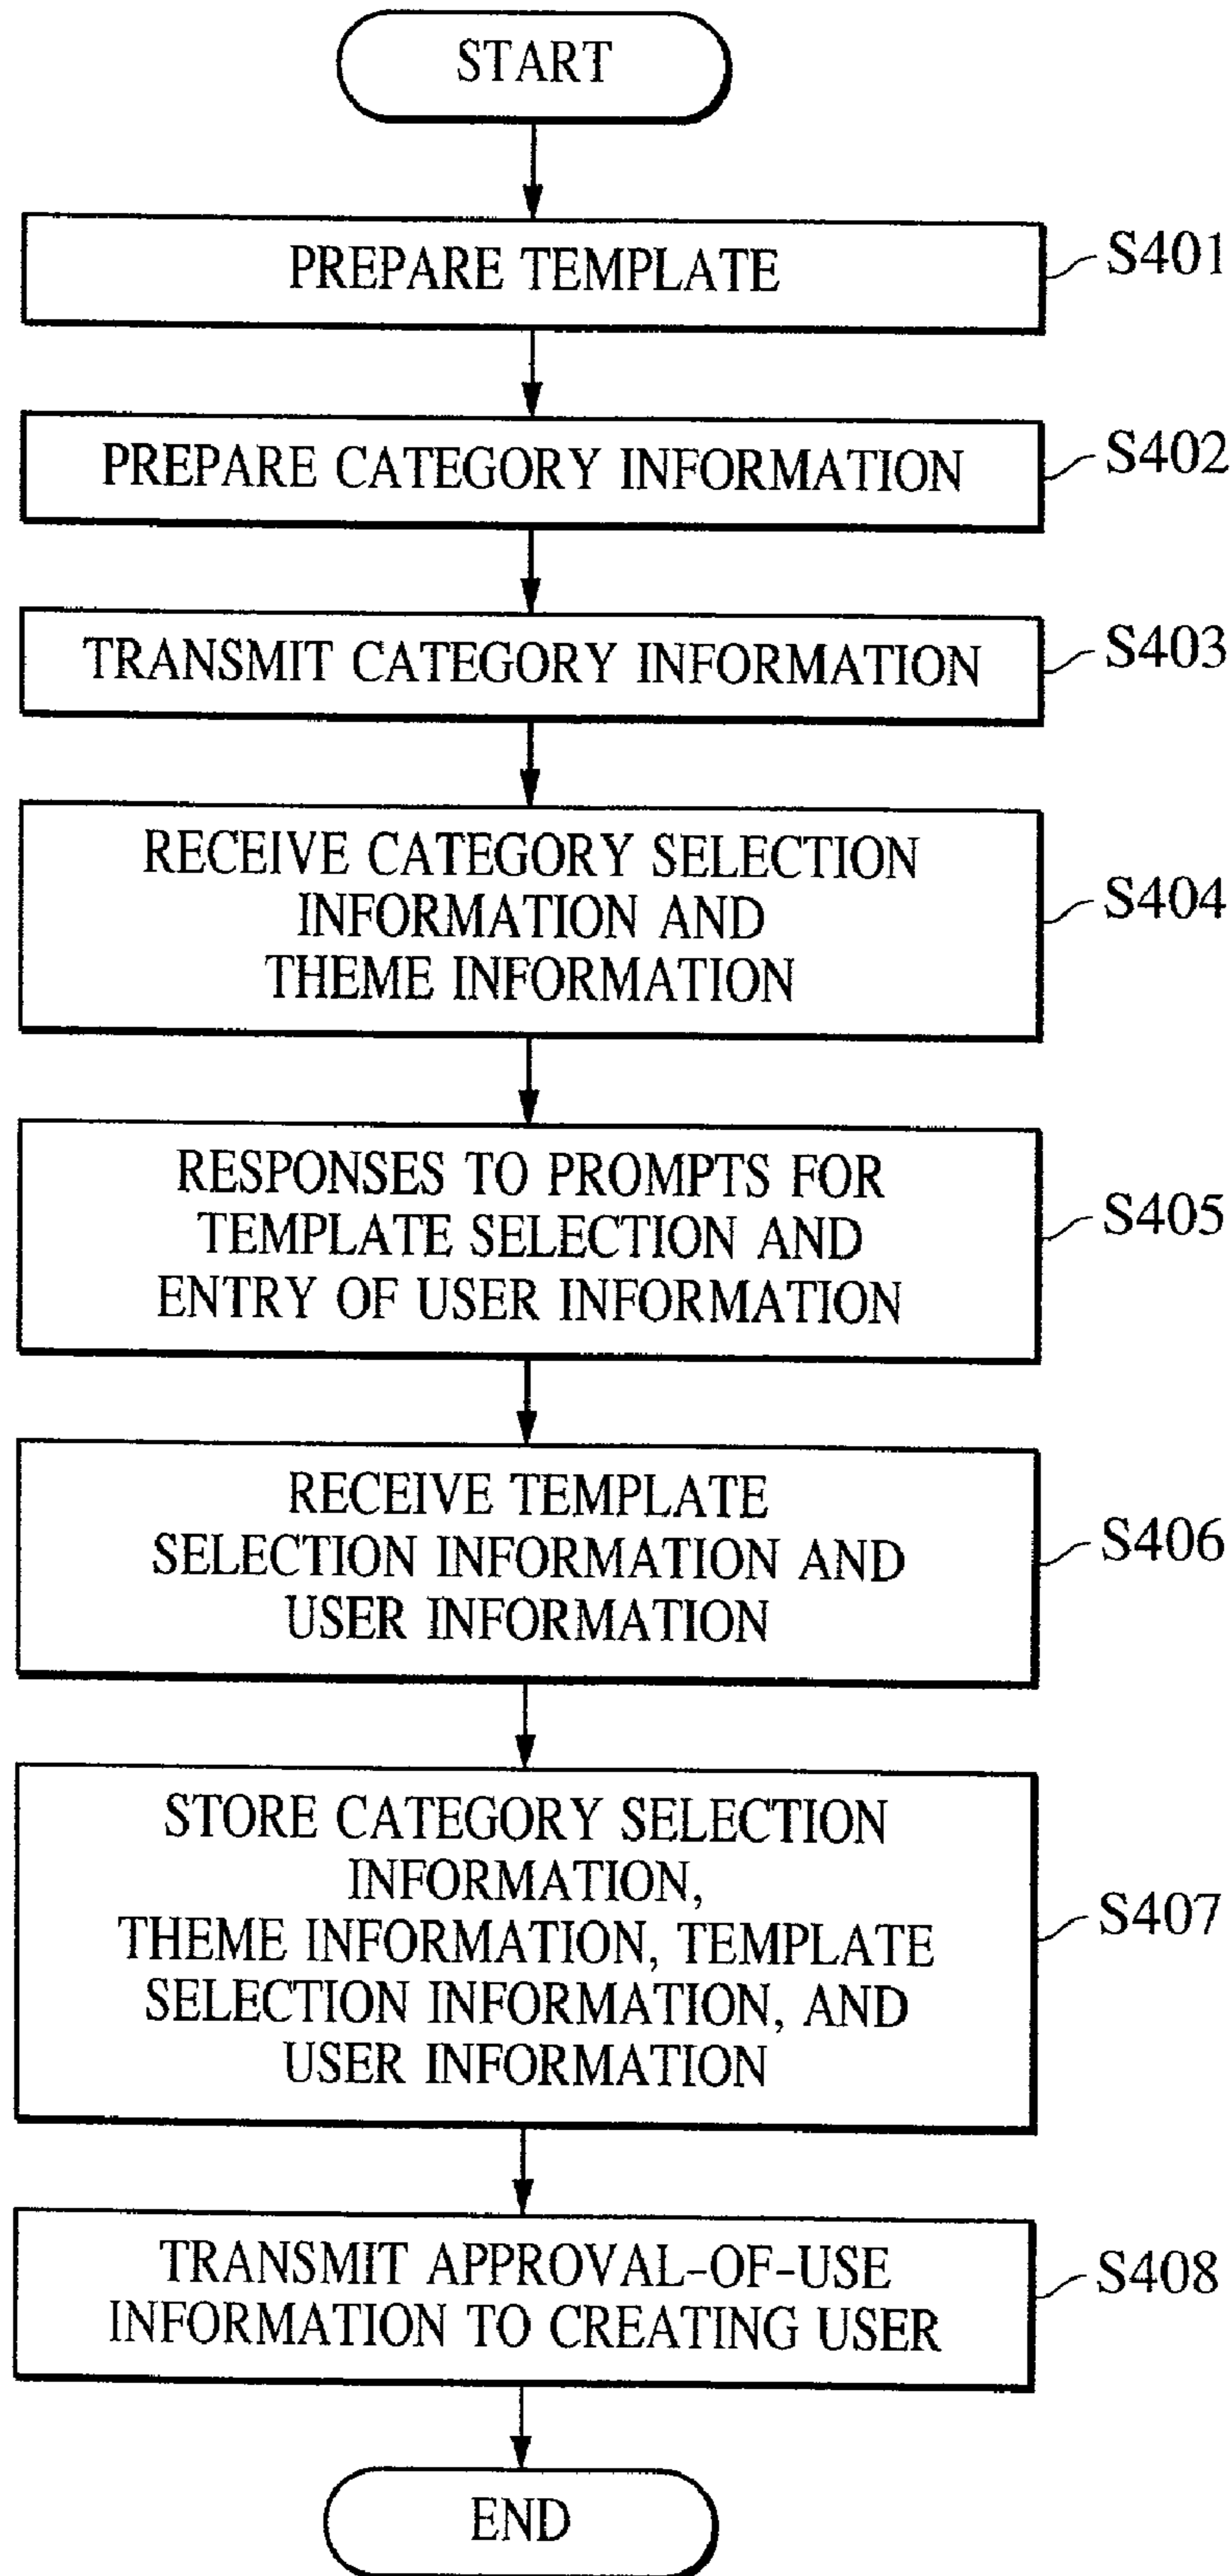 START
PREPARE TEMPLATE
S401
PREPARE CATEGORY INFORMATION
S402
TRANSMIT CATEGORY INFORMATION
S403
RECEIVE CATEGORY SELECTION
INFORMATION AND
THEME INFORMATION
S404
RESPONSES TO PROMPTS FOR
TEMPLATE SELECTION AND
ENTRY OF USER INFORMATION
S405
RECEIVE TEMPLATE
SELECTION INFORMATION AND
USER INFORMATION
S406
STORE CATEGORY SELECTION
INFORMATION,
THEME INFORMATION, TEMPLATE
SELECTION INFORMATION, AND
USER INFORMATION
S407
TRANSMIT APPROVAL-OF-USE
INFORMATION TO CREATING USER
S408
END